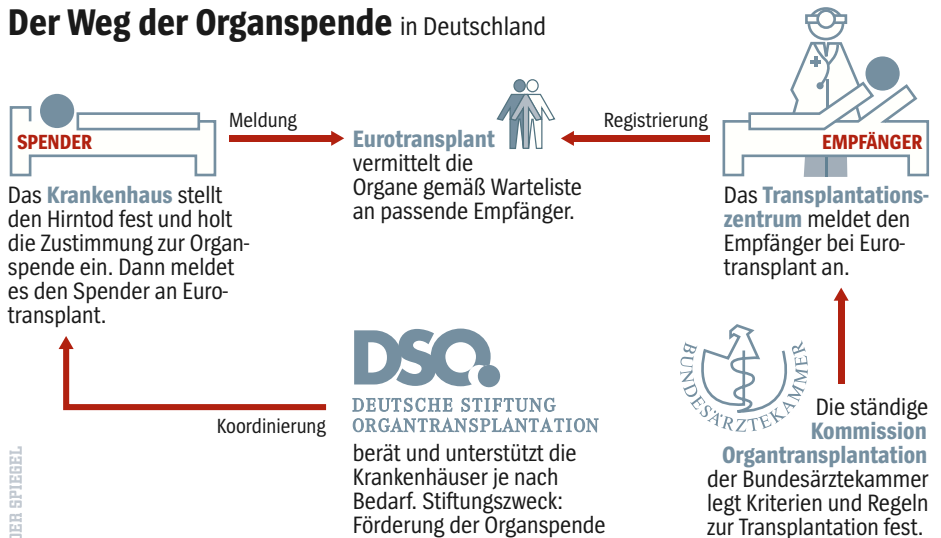 Der Weg der Organspende in Deutschland
SPENDER
Meldung
Das Krankenhaus stellt
den Hirntod fest und holt
die Zustimmung zur Organ-
spende ein. Dann meldet
es den Spender an Euro-
transplant.
Eurotransplant
vermittelt die
Organe gemäß Warteliste
an passende Empfänger.
Registrierung
EMPFÄNGER
Das Transplantations-
zentrum meldet den
Empfänger bei Euro-
transplant an.
Koordinierung
DSO
DEUTSCHE STIFTUNG
ORGANTRANSPLANTATION
berät und unterstützt die
Krankenhäuser je nach
Bedarf. Stiftungszweck:
Förderung der Organspende
BUNDESÄRZTEKAMMER
Die ständige
Kommission
Organtransplantation
der Bundesärztekammer
legt Kriterien und Regeln
zur Transplantation fest.
DER SPIEGEL